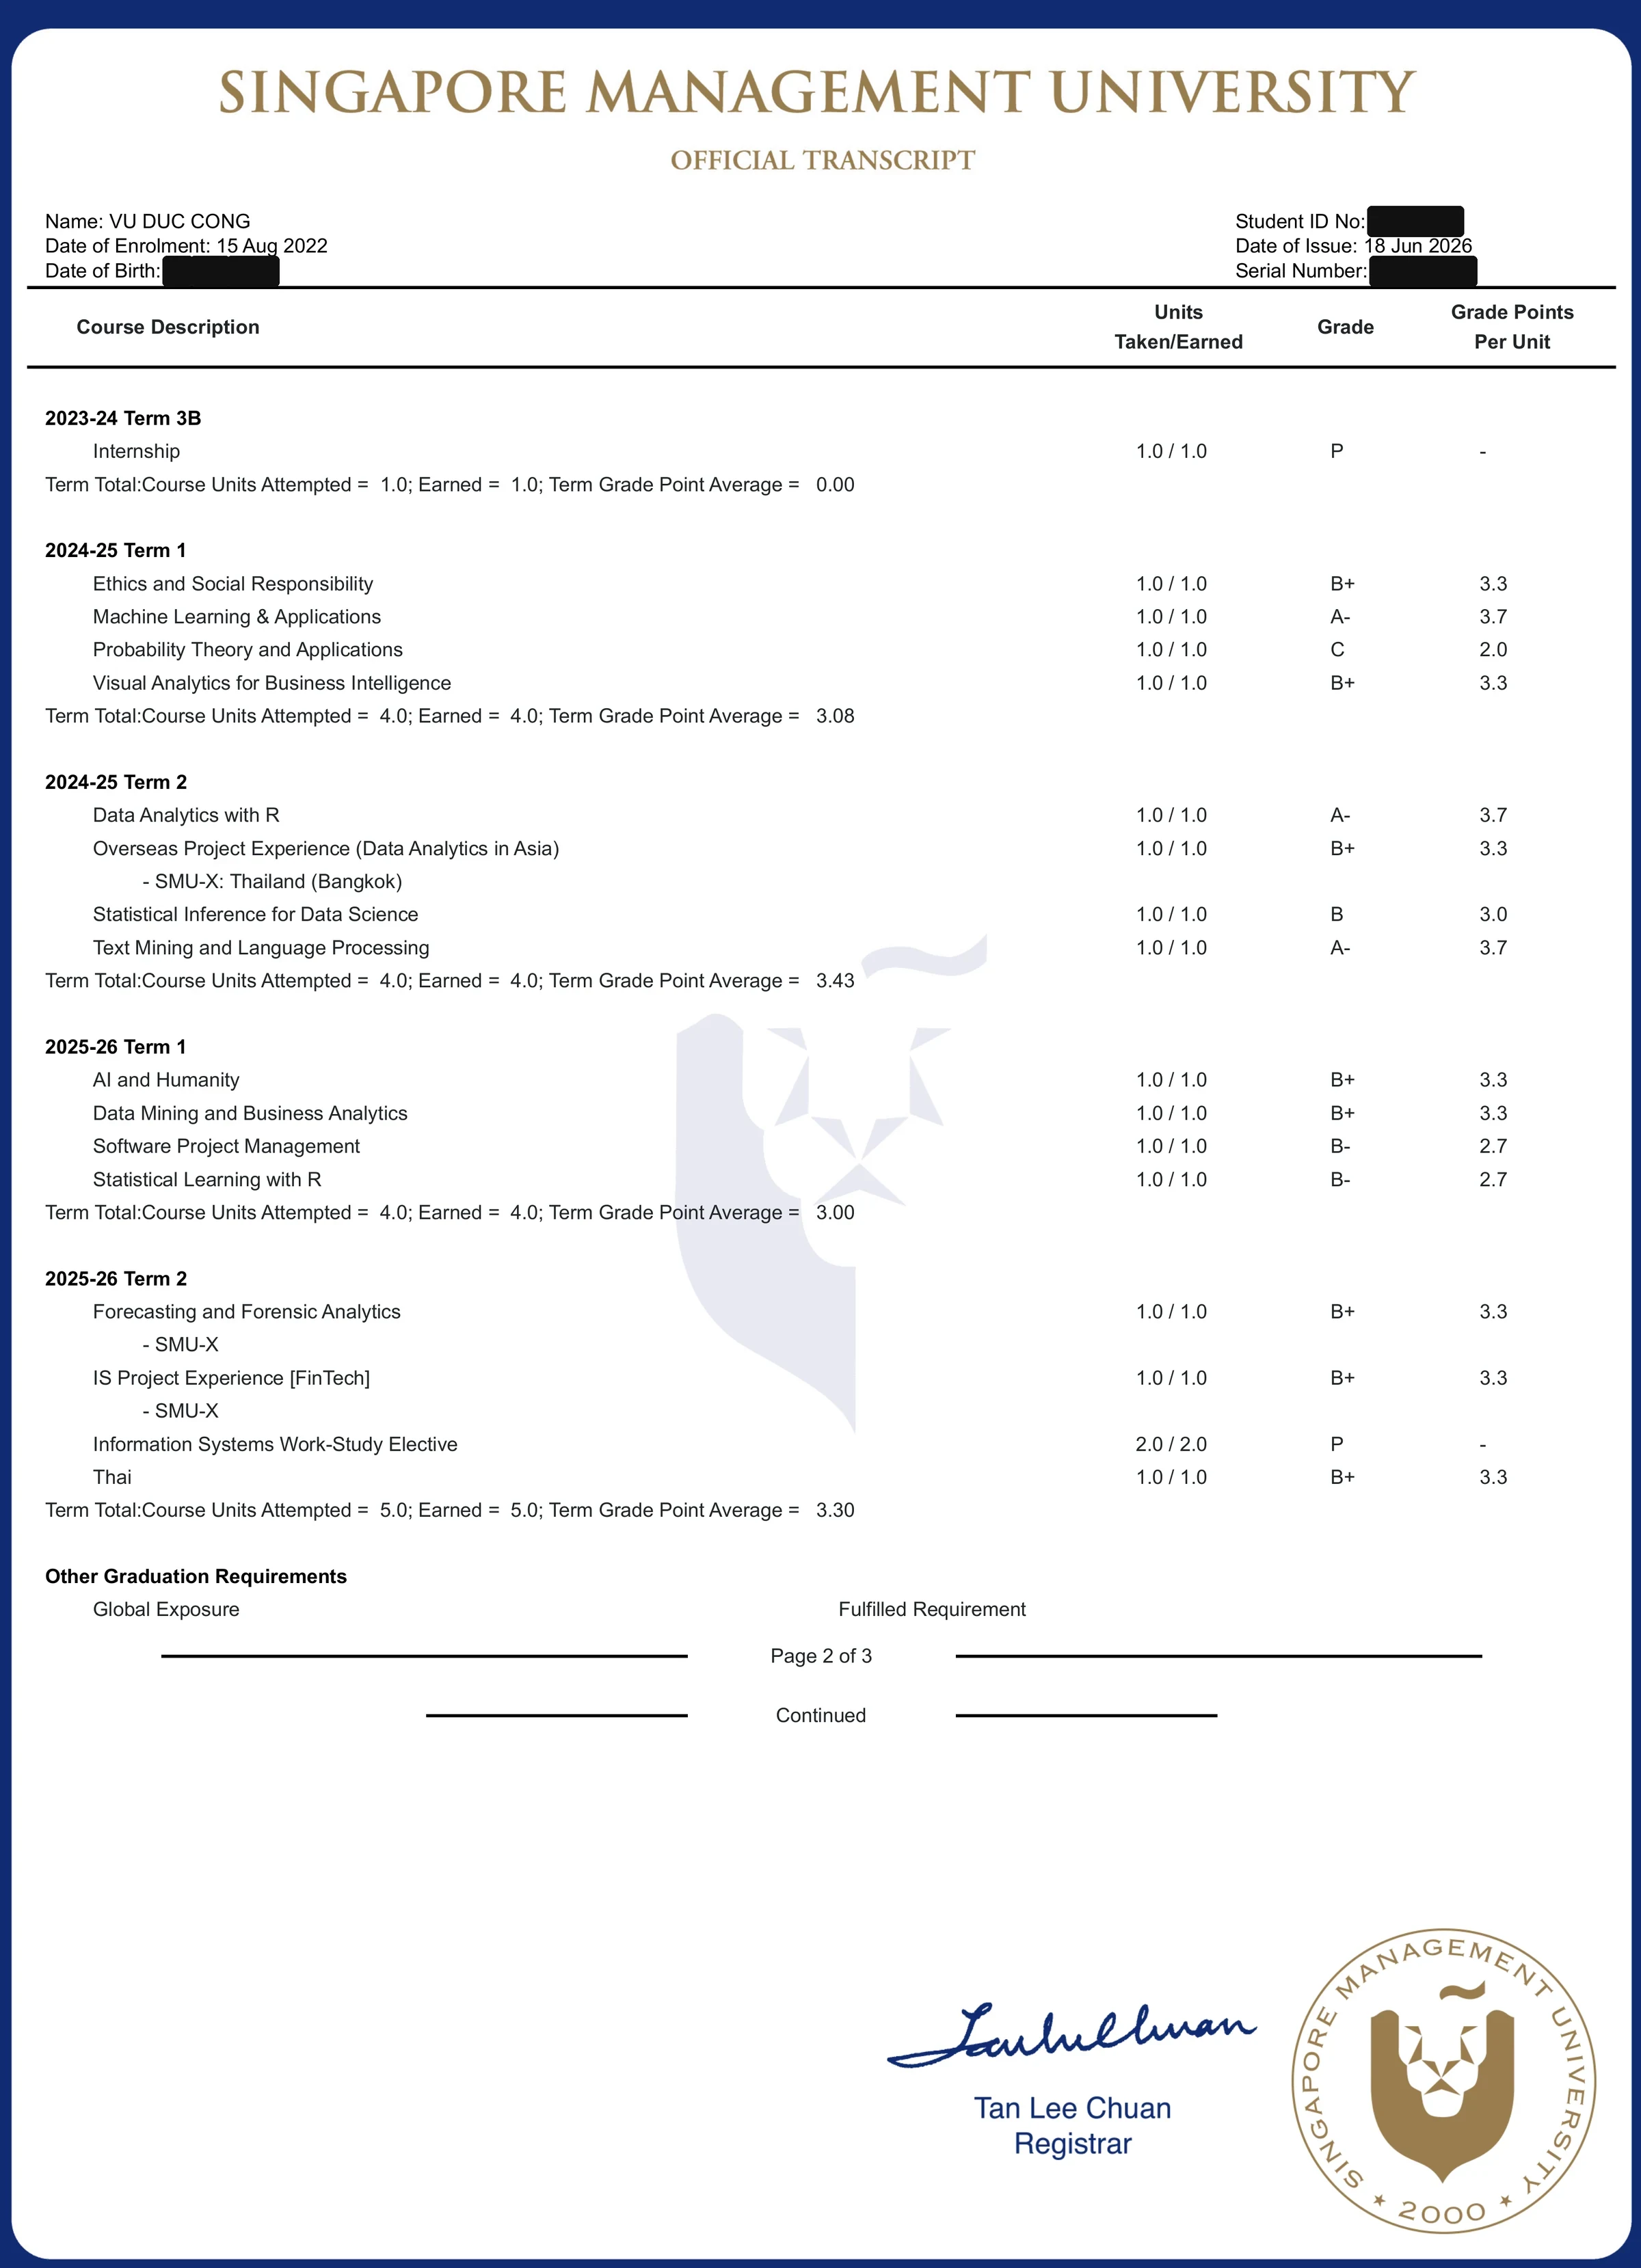 SINGAPORE MANAGEMENT UNIVERSITY
OFFICIAL TRANSCRIPT
Name: VU DUC CONG
Student ID No:
Date of Enrolment: 15 Aug 2022
Date of Issue: 18 Jun 2026
Date of Birth:
Serial Number:
Course Description
Units Taken/Earned
Grade
Grade Points Per Unit
2023-24 Term 3B
Internship 1.0 / 1.0 P -
Term Total:Course Units Attempted = 1.0; Earned = 1.0; Term Grade Point Average = 0.00
2024-25 Term 1
Ethics and Social Responsibility 1.0 / 1.0 B+ 3.3
Machine Learning & Applications 1.0 / 1.0 A- 3.7
Probability Theory and Applications 1.0 / 1.0 C 2.0
Visual Analytics for Business Intelligence 1.0 / 1.0 B+ 3.3
Term Total:Course Units Attempted = 4.0; Earned = 4.0; Term Grade Point Average = 3.08
2024-25 Term 2
Data Analytics with R 1.0 / 1.0 A- 3.7
Overseas Project Experience (Data Analytics in Asia) 1.0 / 1.0 B+ 3.3
- SMU-X: Thailand (Bangkok)
Statistical Inference for Data Science 1.0 / 1.0 B 3.0
Text Mining and Language Processing 1.0 / 1.0 A- 3.7
Term Total:Course Units Attempted = 4.0; Earned = 4.0; Term Grade Point Average = 3.43
2025-26 Term 1
AI and Humanity 1.0 / 1.0 B+ 3.3
Data Mining and Business Analytics 1.0 / 1.0 B+ 3.3
Software Project Management 1.0 / 1.0 B- 2.7
Statistical Learning with R 1.0 / 1.0 B- 2.7
Term Total:Course Units Attempted = 4.0; Earned = 4.0; Term Grade Point Average = 3.00
2025-26 Term 2
Forecasting and Forensic Analytics 1.0 / 1.0 B+ 3.3
- SMU-X
IS Project Experience [FinTech] 1.0 / 1.0 B+ 3.3
- SMU-X
Information Systems Work-Study Elective 2.0 / 2.0 P -
Thai 1.0 / 1.0 B+ 3.3
Term Total:Course Units Attempted = 5.0; Earned = 5.0; Term Grade Point Average = 3.30
Other Graduation Requirements
Global Exposure Fulfilled Requirement
Page 2 of 3
Continued
Tan Lee Chuan
Registrar
SINGAPORE MANAGEMENT UNIVERSITY
2000